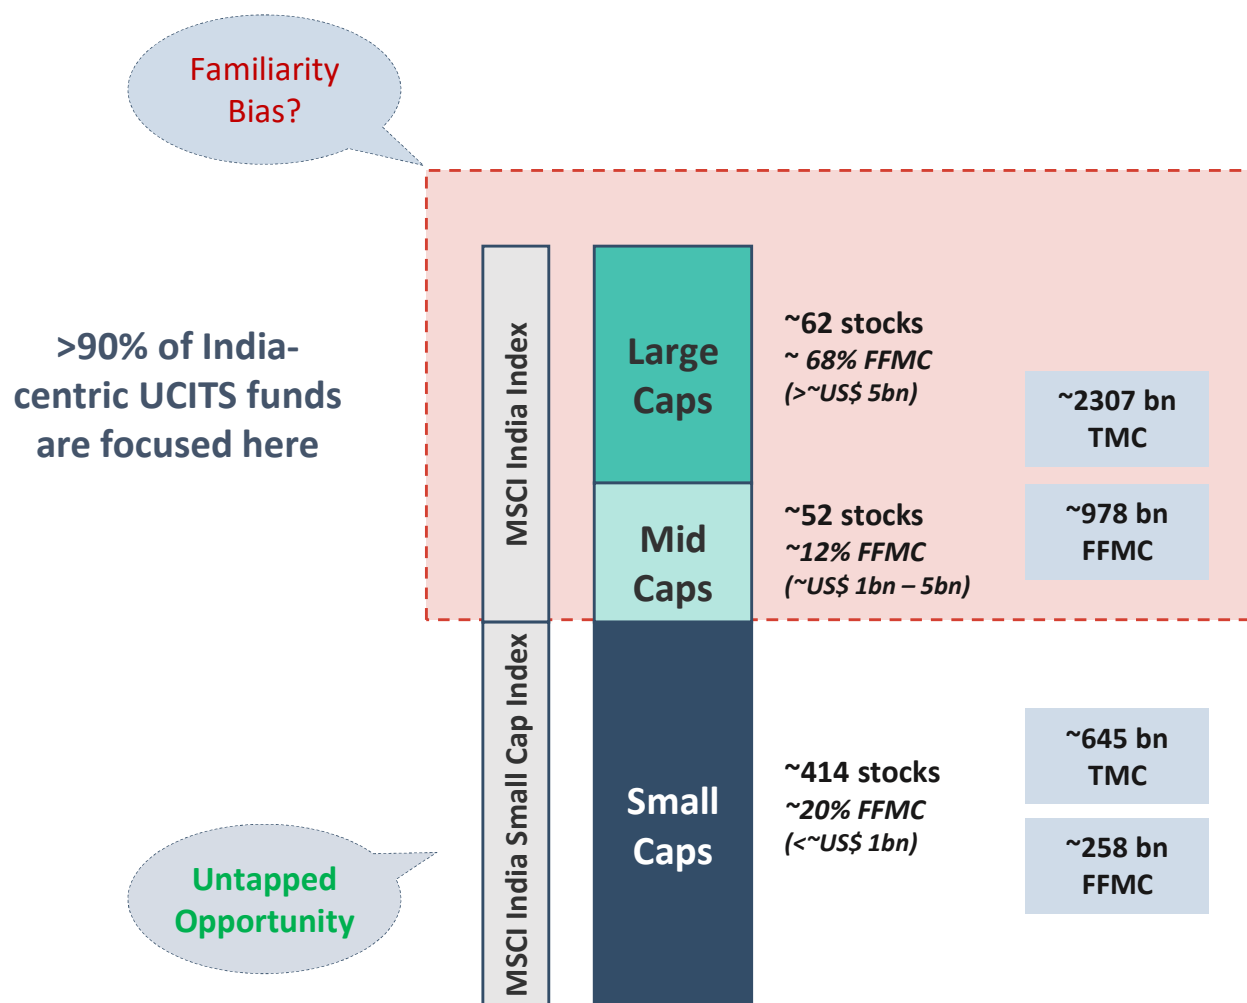 Familiarity
Bias?
>90% of India-
centric UCITS funds
are focused here
MSCI India Index
Large
Caps
~62 stocks
~ 68% FFMC
(>~US$ 5bn)
~2307 bn
TMC
Mid
Caps
~52 stocks
~12% FFMC
(~US$ 1bn – 5bn)
~978 bn
FFMC
MSCI India Small Cap Index
Small
Caps
~414 stocks
~20% FFMC
(<~US$ 1bn)
~645 bn
TMC
~258 bn
FFMC
Untapped
Opportunity